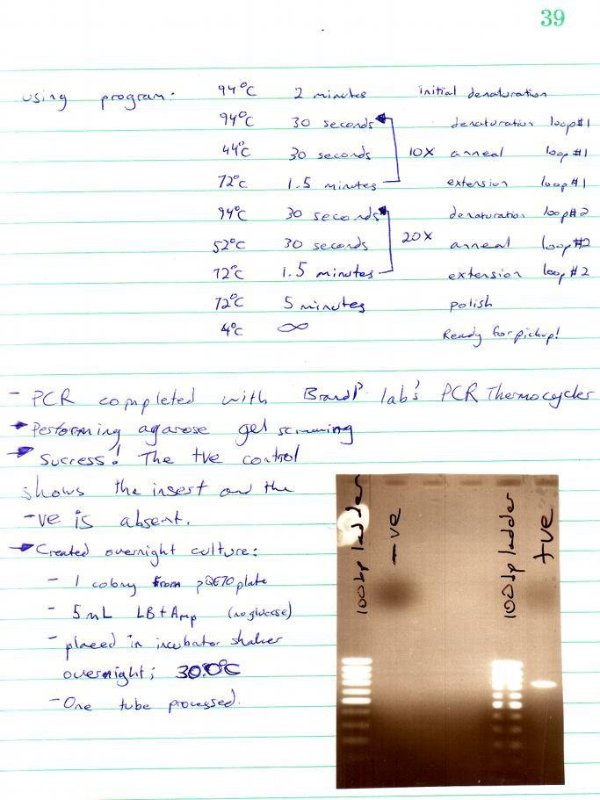 39
using program: 94°C 2 minutes initial denaturation
94°C 30 seconds denaturation loop#1
44°C 30 seconds 10X anneal loop #1
72°C 1.5 minutes extension loop#1
94°C 30 seconds denaturation loop#2
52°C 30 seconds 20X anneal loop#2
72°C 1.5 minutes extension loop#2
72°C 5 minutes polish
4°C ∞ Ready for pickup!
- PCR completed with Brandl lab's PCR Thermocycler
→ Performing agarose gel screening
→ Success! The +ve control
shows the insert and the
-ve is absent.
→ Created overnight culture:
- 1 colony from pQE70 plate
- 5mL LB+Amp (no glucose)
- placed in incubator shaker
overnight; 30.0°C
- One tube processed.
100bp ladder
-ve
100bp ladder
+ve